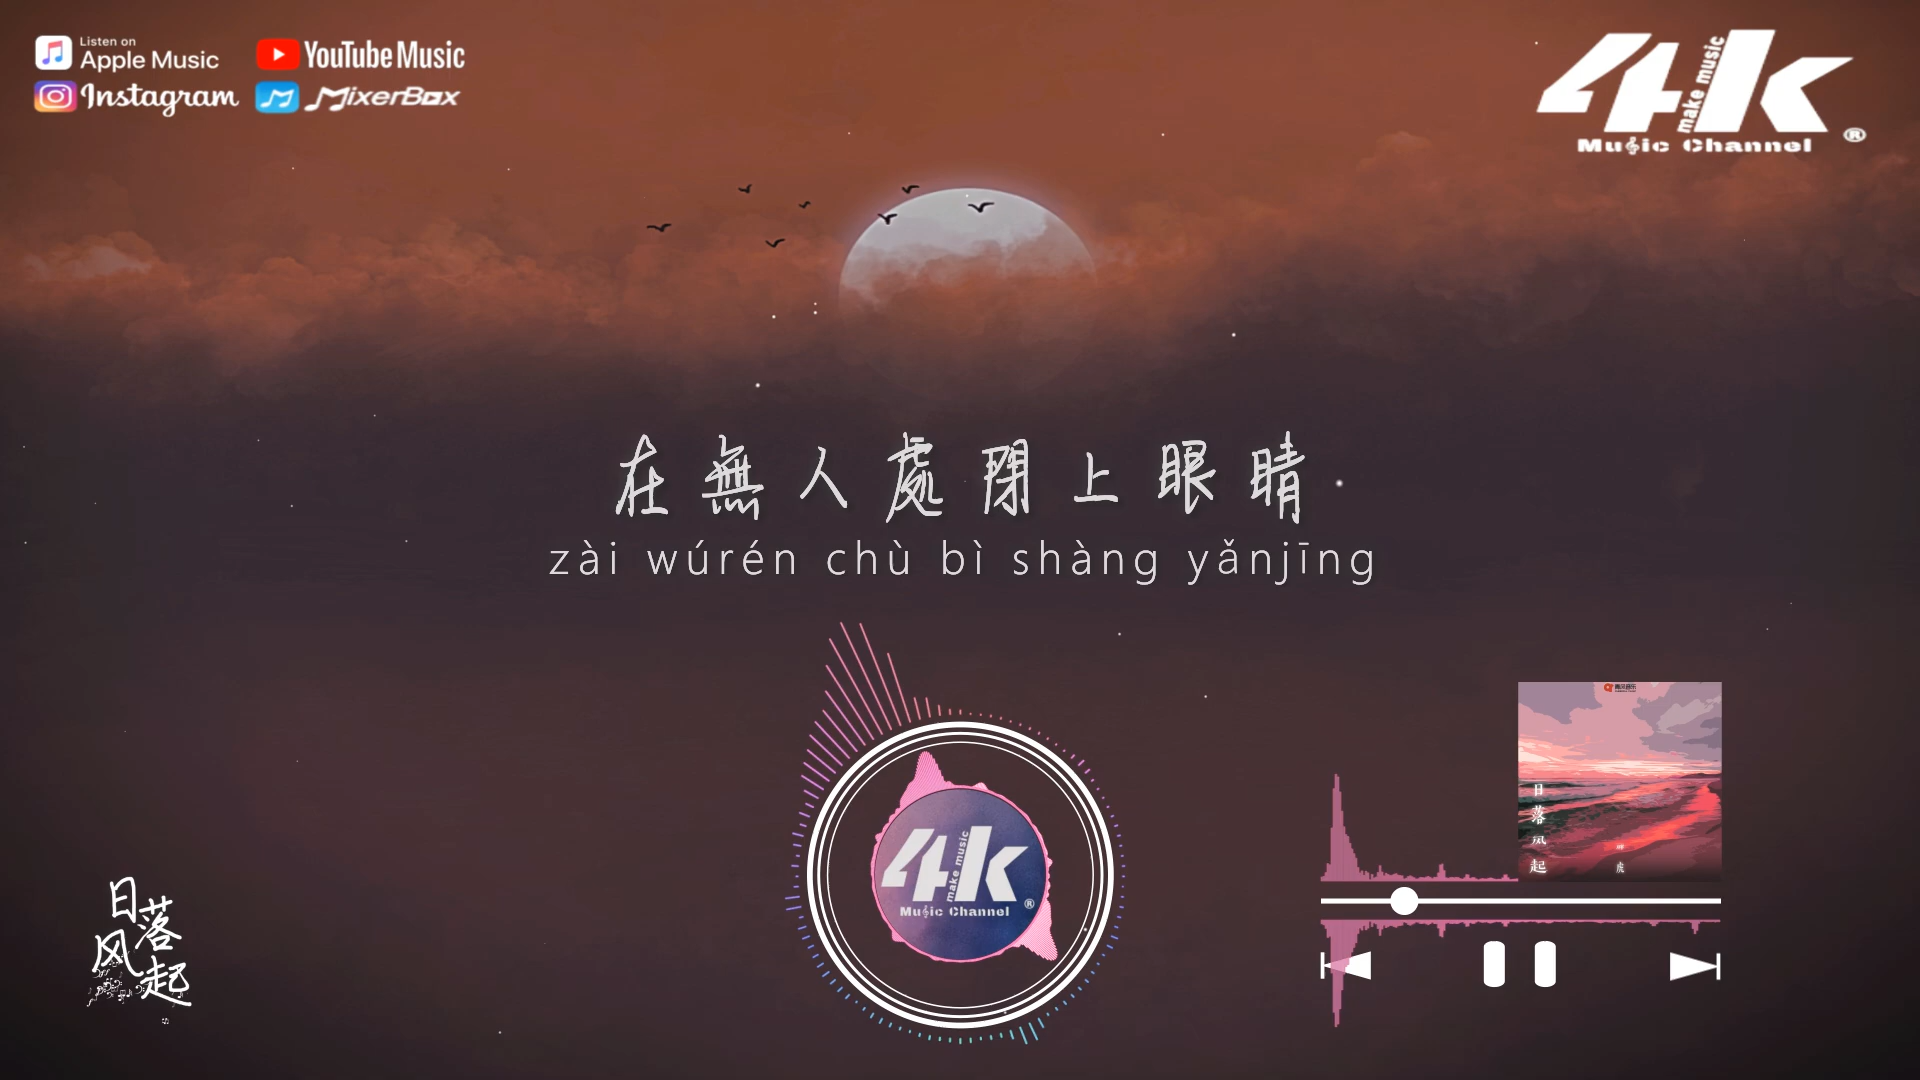 Listen on
Apple Music
YouTube Music
Instagram
MixerBox
4k
make music
Music Channel ®
在無人處閉上眼睛
zài wúrén chù bì shàng yǎnjīng
4k
make music
Music Channel ®
日落风起
日落风起